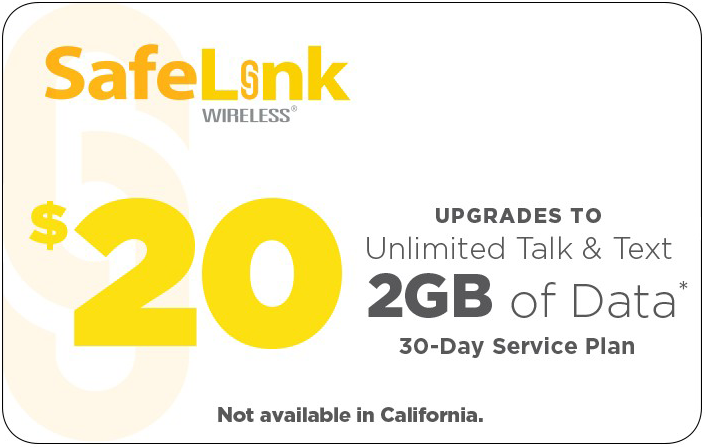 SafeLink
WIRELESS®
$20
UPGRADES TO
Unlimited Talk & Text
2GB of Data*
30-Day Service Plan
Not available in California.